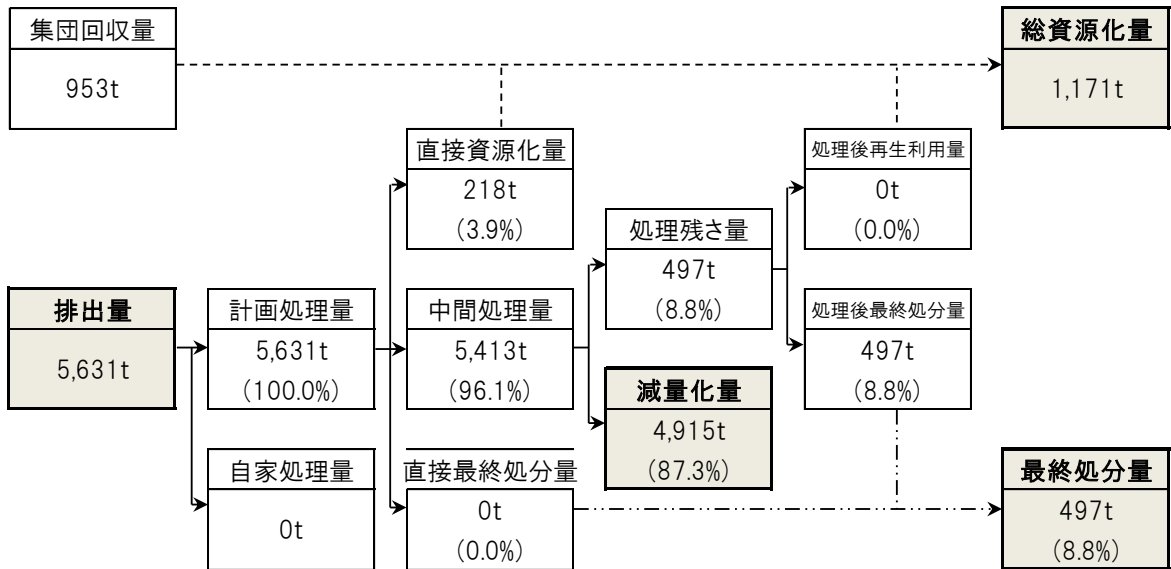 集団回収量
953t
総資源化量
1,171t
直接資源化量
218t
(3.9%)
処理後再生利用量
0t
(0.0%)
処理残さ量
497t
(8.8%)
排出量
5,631t
計画処理量
5,631t
(100.0%)
中間処理量
5,413t
(96.1%)
処理後最終処分量
497t
(8.8%)
減量化量
4,915t
(87.3%)
自家処理量
0t
直接最終処分量
0t
(0.0%)
最終処分量
497t
(8.8%)